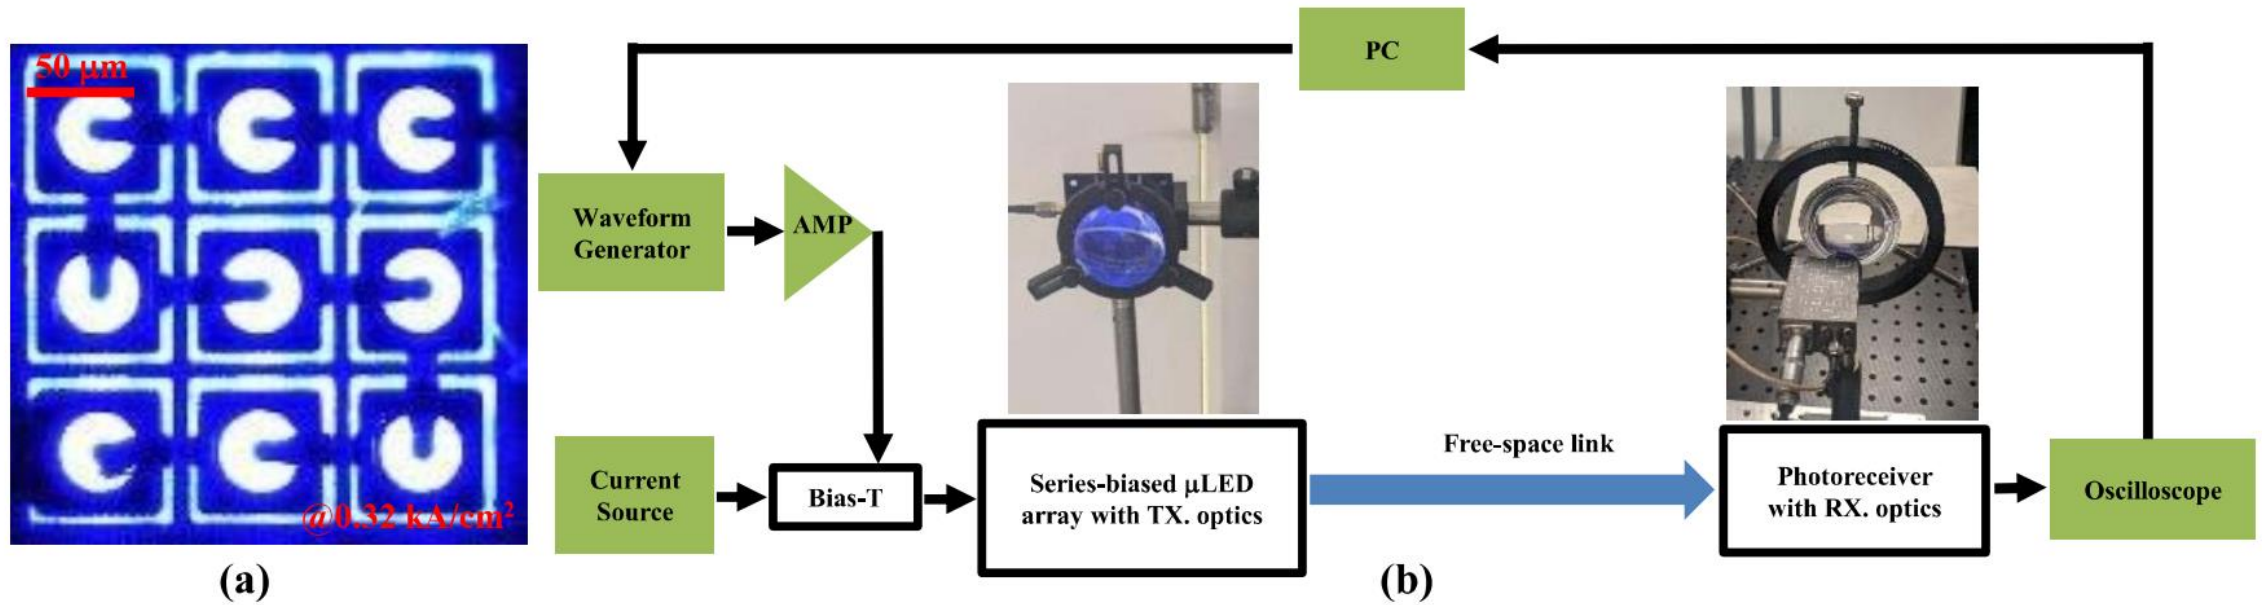 50 μm
@0.32 kA/cm²
(a)
PC
Waveform
Generator
AMP
Current
Source
Bias-T
Series-biased μLED
array with TX. optics
Free-space link
Photoreceiver
with RX. optics
Oscilloscope
(b)